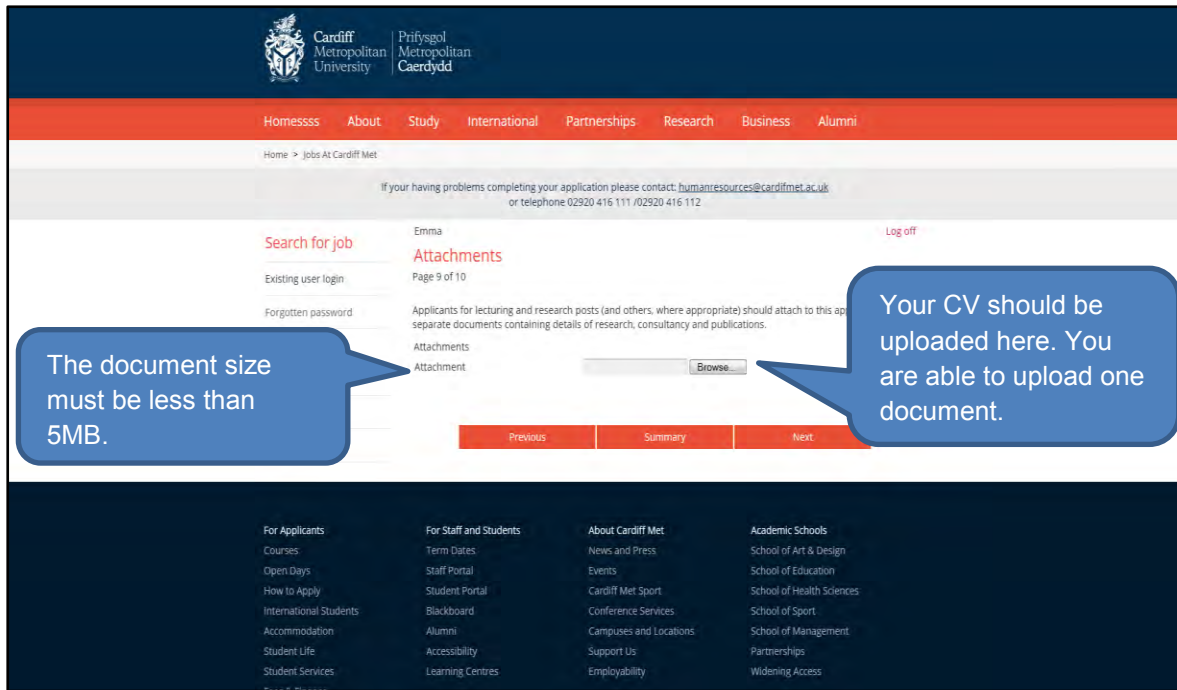 Cardiff
Metropolitan
University
Prifysgol
Metropolitan
Caerdydd
Homessss About Study International Partnerships Research Business Alumni
Home > Jobs At Cardiff Met
If your having problems completing your application please contact: humanresources@cardifmet.ac.uk
or telephone 02920 416 111 /02920 416 112
Search for job
Existing user login
Forgotten password
Emma
Log off
Attachments
Page 9 of 10
Applicants for lecturing and research posts (and others, where appropriate) should attach to this
separate documents containing details of research, consultancy and publications.
Attachments
Attachment Browse...
The document size
must be less than
5MB.
Your CV should be
uploaded here. You
are able to upload one
document.
Previous Summary Next
For Applicants
Courses
Open Days
How to Apply
International Students
Accommodation
Student Life
Student Services
For Staff and Students
Term Dates
Staff Portal
Student Portal
Blackboard
Alumni
Accessibility
Learning Centres
About Cardiff Met
News and Press
Events
Cardiff Met Sport
Conference Services
Campuses and Locations
Support Us
Employability
Academic Schools
School of Art & Design
School of Education
School of Health Sciences
School of Sport
School of Management
Partnerships
Widening Access